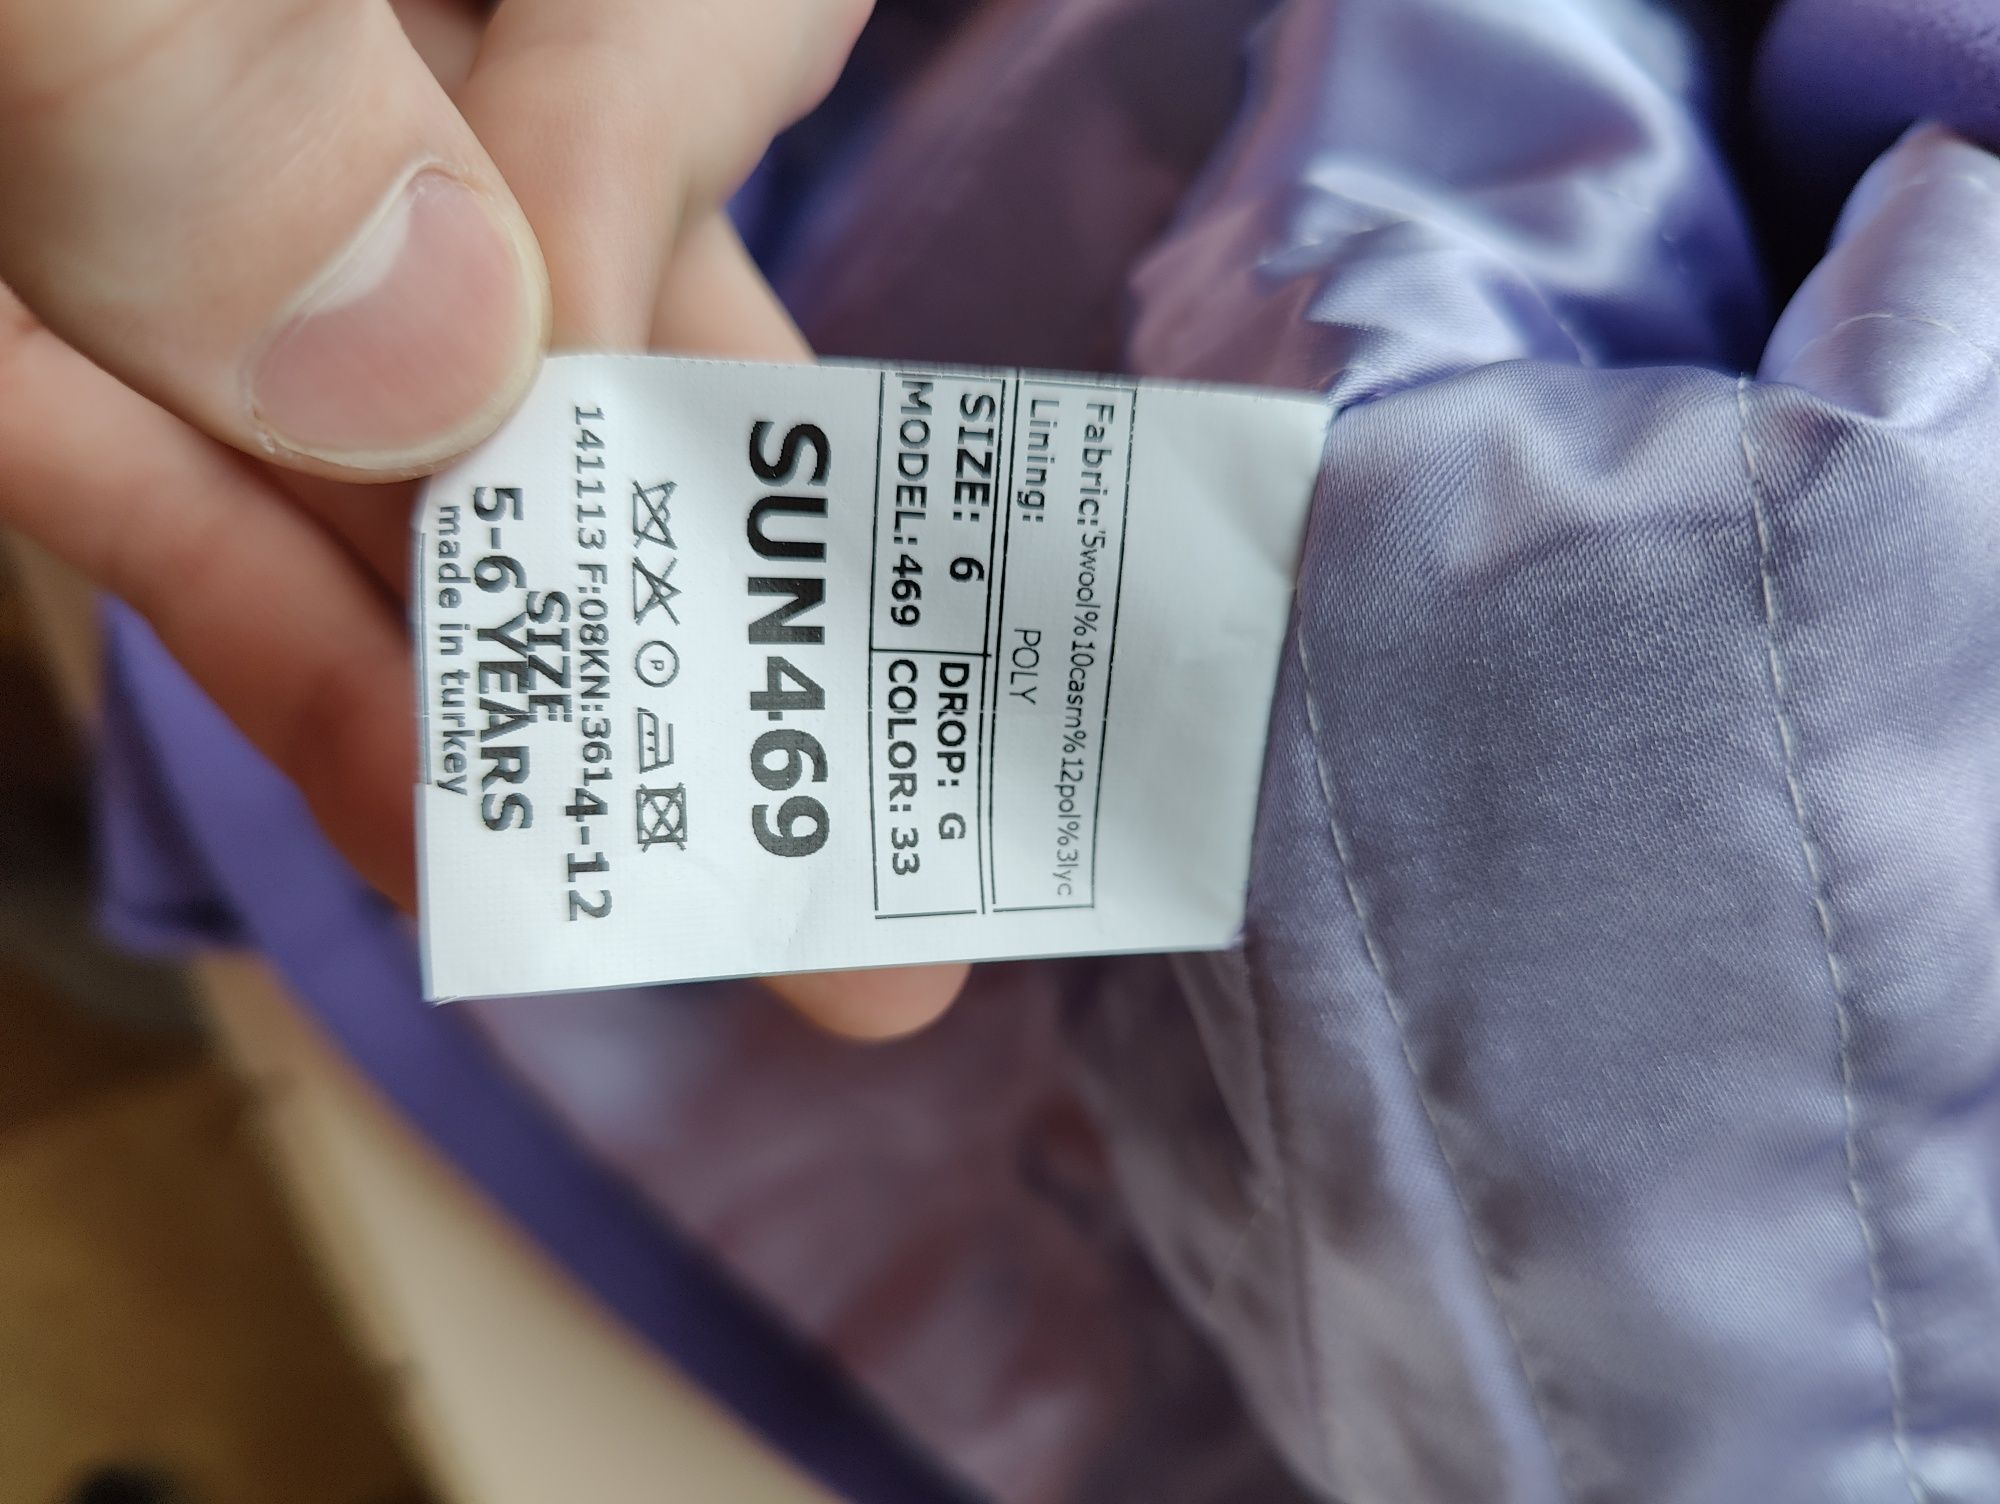 Fabric:'5wool%10casm%12pol%3lyc
Lining: POLY
SIZE: 6 DROP: G
MODEL: 469 COLOR: 33
SUN469
P
141113 F:08KN:3614-12
SIZE
5-6 YEARS
made in turkey